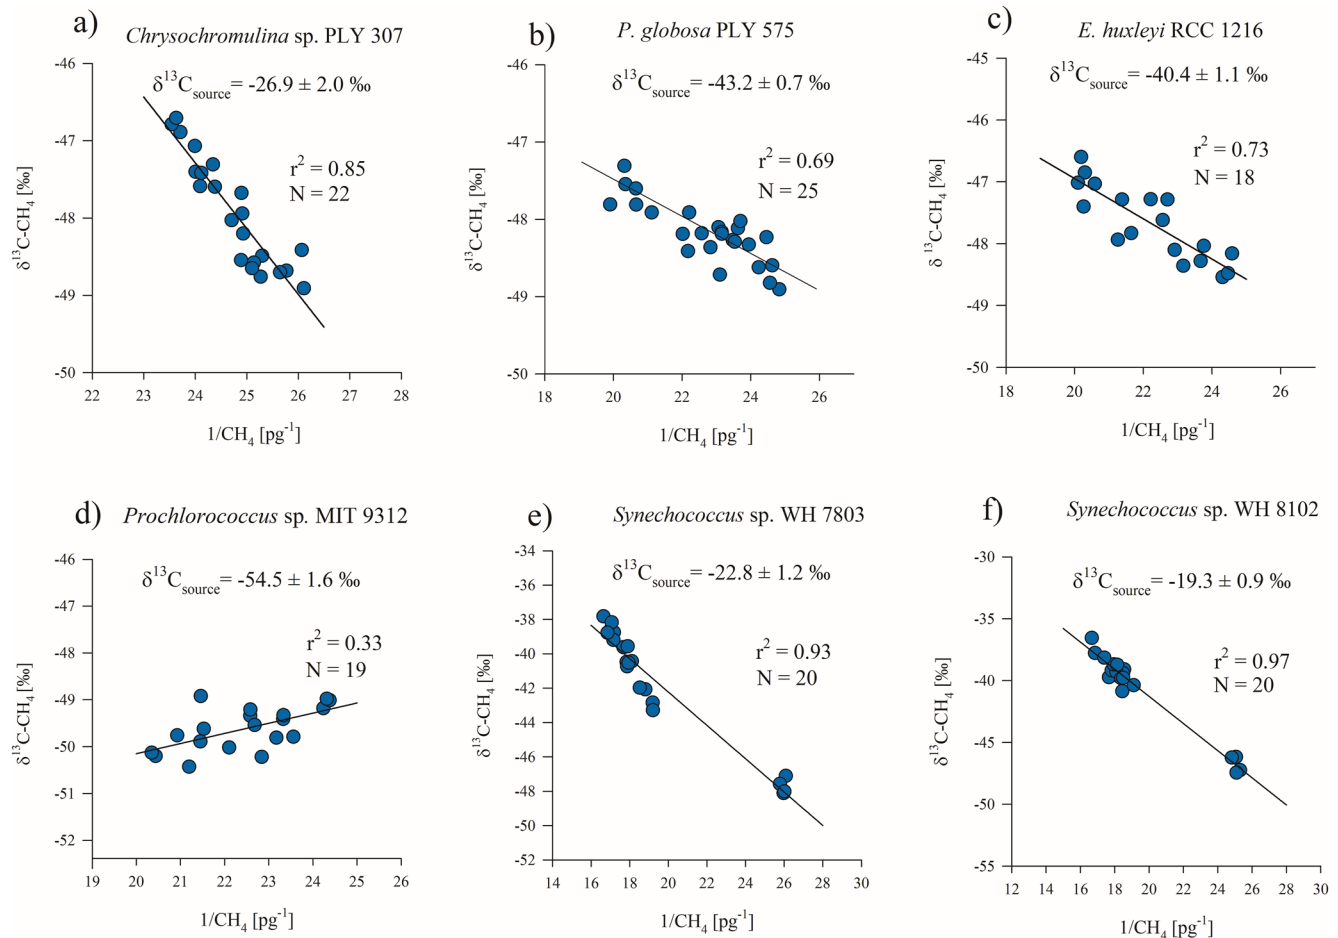 a)
Chrysochromulina sp. PLY 307
δ13Csource= -26.9 ± 2.0 ‰
r2 = 0.85
N = 22
δ13C-CH4 [‰]
-46
-47
-48
-49
-50
22 23 24 25 26 27 28
1/CH4 [pg-1]
b)
P. globosa PLY 575
δ13Csource= -43.2 ± 0.7 ‰
r2 = 0.69
N = 25
δ13C-CH4 [‰]
-46
-47
-48
-49
-50
18 20 22 24 26
1/CH4 [pg-1]
c)
E. huxleyi RCC 1216
δ13Csource= -40.4 ± 1.1 ‰
r2 = 0.73
N = 18
δ 13C-CH4 [‰]
-45
-46
-47
-48
-49
-50
18 20 22 24 26
1/CH4 [pg-1]
d)
Prochlorococcus sp. MIT 9312
δ13Csource= -54.5 ± 1.6 ‰
r2 = 0.33
N = 19
δ13C-CH4 [‰]
-46
-47
-48
-49
-50
-51
-52
19 20 21 22 23 24 25 26
1/CH4 [pg-1]
e)
Synechococcus sp. WH 7803
δ13Csource= -22.8 ± 1.2 ‰
r2 = 0.93
N = 20
δ13C-CH4 [‰]
-34
-36
-38
-40
-42
-44
-46
-48
-50
-52
14 16 18 20 22 24 26 28 30
1/CH4 [pg-1]
f)
Synechococcus sp. WH 8102
δ13Csource= -19.3 ± 0.9 ‰
r2 = 0.97
N = 20
δ13C-CH4 [‰]
-30
-35
-40
-45
-50
-55
12 14 16 18 20 22 24 26 28 30
1/CH4 [pg-1]